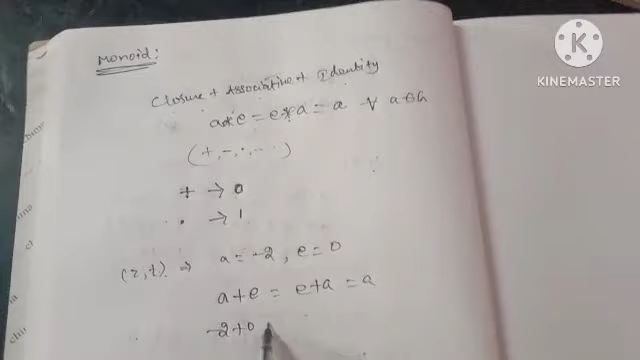 Monoid:
KINEMASTER
Closure + Associative + Identity
a*e = e*a = a ∀ a∈G
(+, -, ·, ...)
+ → 0
· → 1
(Z, +) ⇒ a = -2, e = 0
a+e = e+a = a
-2+0